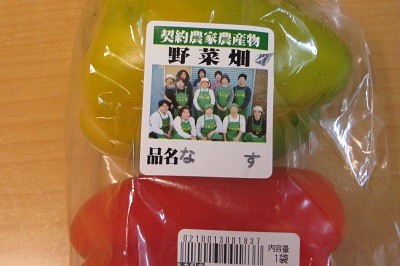 契約農家農産物
野菜畑
品名 なす
0210013001837
内容量
1袋